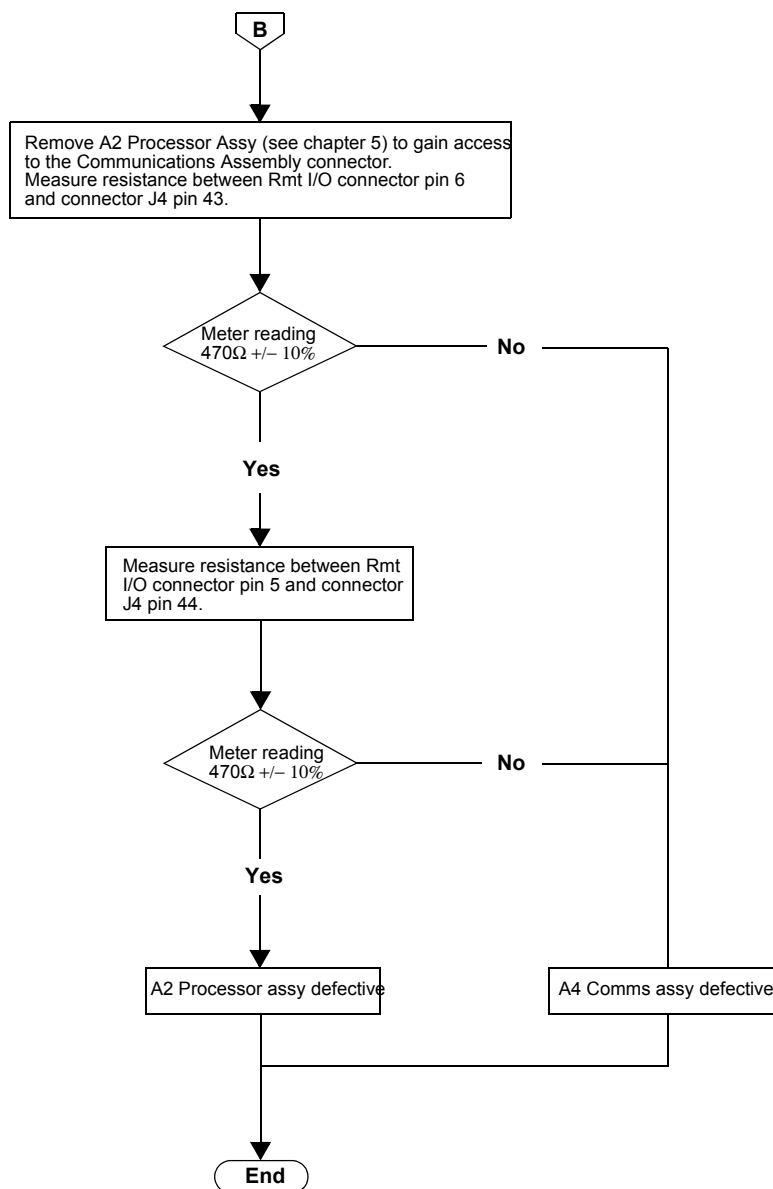 B
Remove A2 Processor Assy (see chapter 5) to gain access
to the Communications Assembly connector.
Measure resistance between Rmt I/O connector pin 6
and connector J4 pin 43.
Meter reading
470Ω +/− 10%
No
Yes
Measure resistance between Rmt
I/O connector pin 5 and connector
J4 pin 44.
Meter reading
470Ω +/− 10%
No
Yes
A2 Processor assy defective
A4 Comms assy defective
End